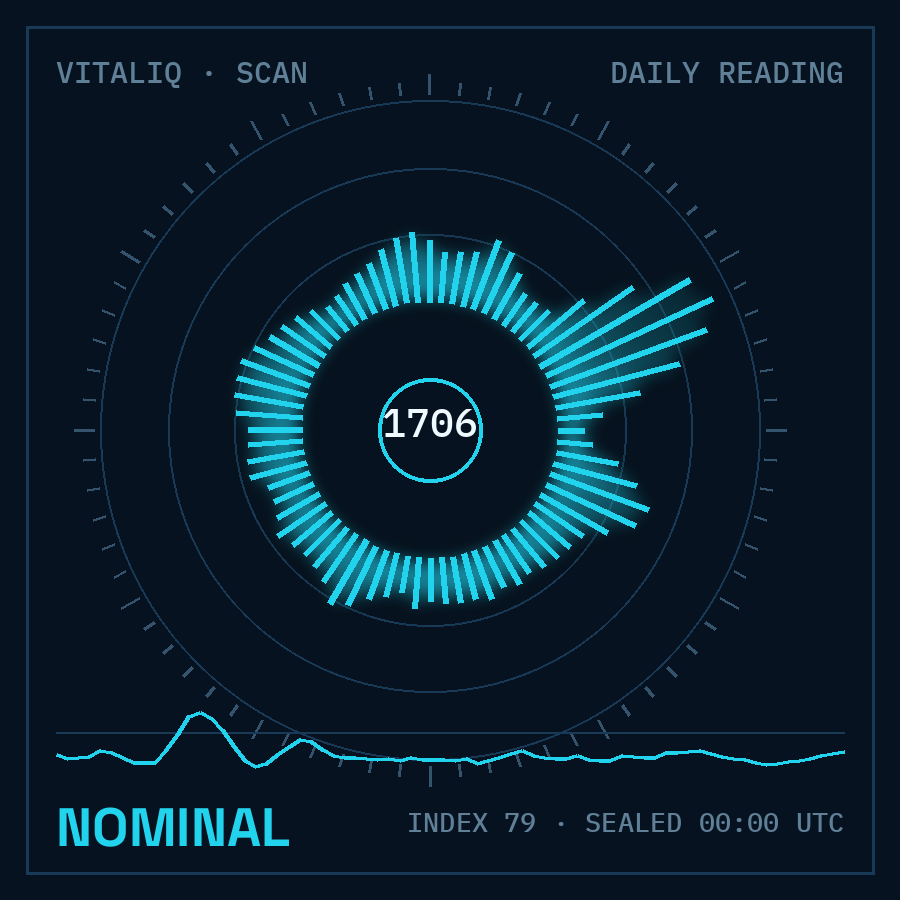 VITALIQ · SCAN
DAILY READING
1706
NOMINAL
INDEX 79 · SEALED 00:00 UTC